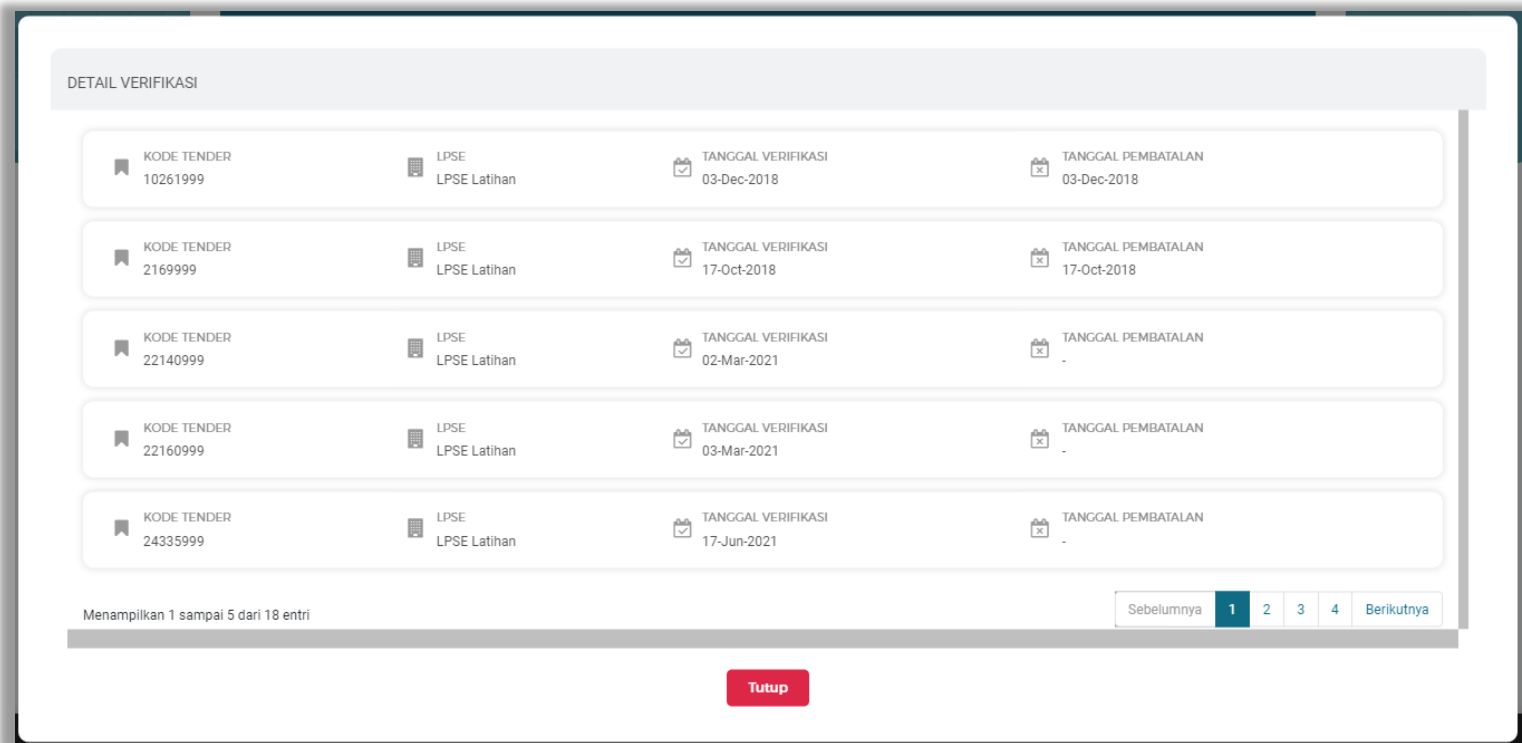 DETAIL VERIFIKASI
KODE TENDER LPSE TANGGAL VERIFIKASI TANGGAL PEMBATALAN
10261999 LPSE Latihan 03-Dec-2018 03-Dec-2018
KODE TENDER LPSE TANGGAL VERIFIKASI TANGGAL PEMBATALAN
2169999 LPSE Latihan 17-Oct-2018 17-Oct-2018
KODE TENDER LPSE TANGGAL VERIFIKASI TANGGAL PEMBATALAN
22140999 LPSE Latihan 02-Mar-2021 -
KODE TENDER LPSE TANGGAL VERIFIKASI TANGGAL PEMBATALAN
22160999 LPSE Latihan 03-Mar-2021 -
KODE TENDER LPSE TANGGAL VERIFIKASI TANGGAL PEMBATALAN
24335999 LPSE Latihan 17-Jun-2021 -
Menampilkan 1 sampai 5 dari 18 entri Sebelumnya 1 2 3 4 Berikutnya
Tutup